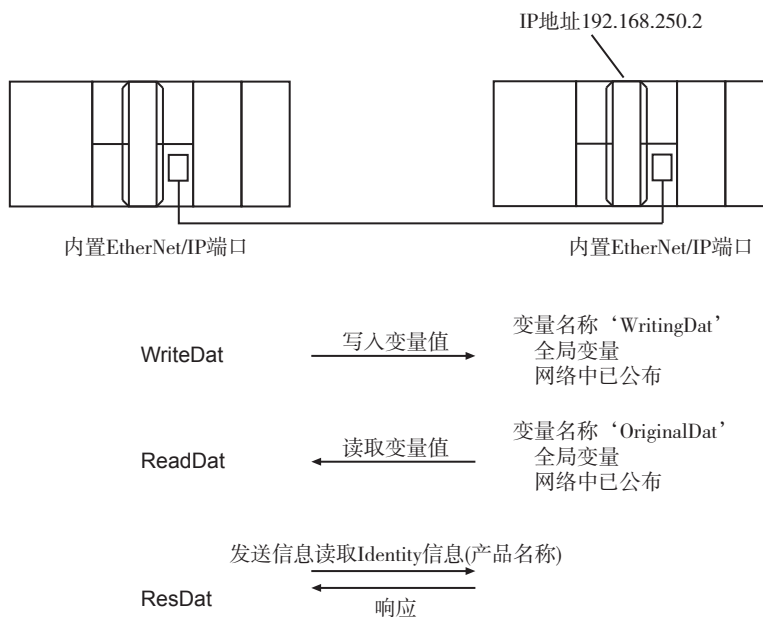 IP地址192.168.250.2
内置EtherNet/IP端口
内置EtherNet/IP端口
WriteDat
写入变量值
变量名称‘WritingDat’
全局变量
网络中已公布
ReadDat
读取变量值
变量名称‘OriginalDat’
全局变量
网络中已公布
发送信息读取Identity信息(产品名称)
ResDat
响应